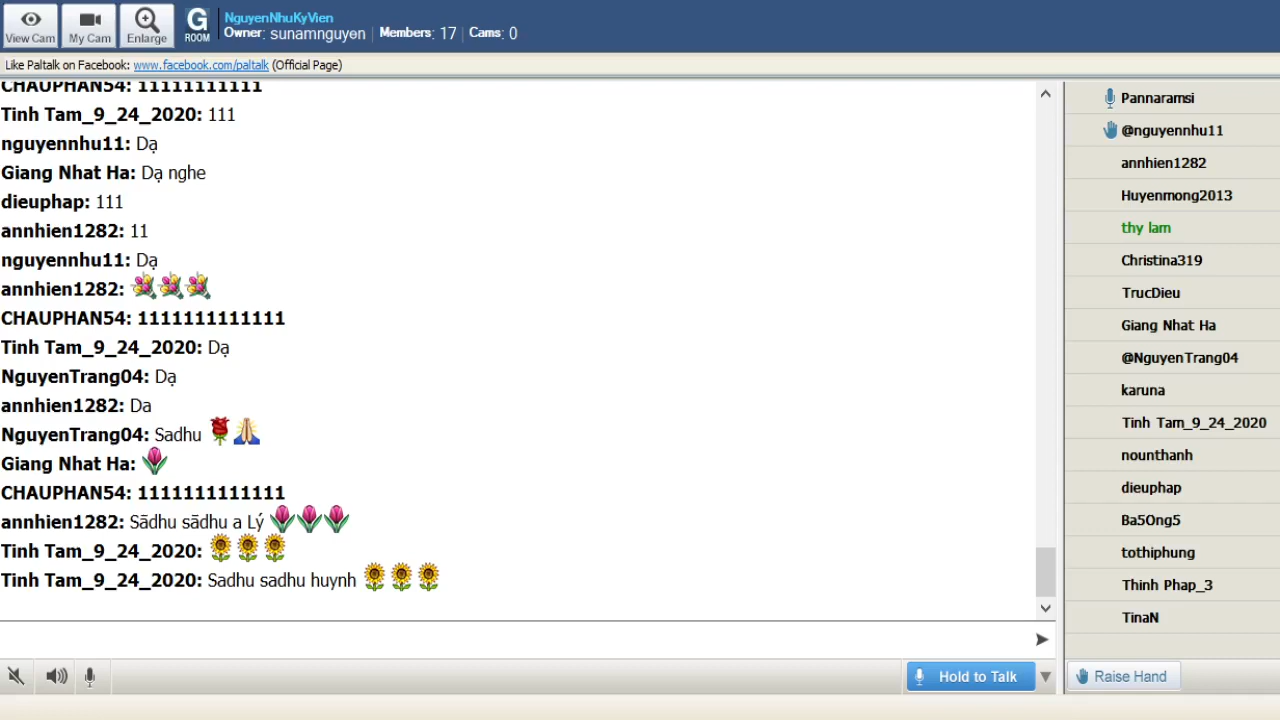 View Cam
My Cam
Enlarge
G
ROOM
NguyenNhuKyVien
Owner: sunamnguyen | Members: 17 | Cams: 0
Like Paltalk on Facebook: www.facebook.com/paltalk (Official Page)
CHAUPHAN54: 11111111111
Tinh Tam_9_24_2020: 111
nguyennhu11: Dạ
Giang Nhat Ha: Dạ nghe
dieuphap: 111
annhien1282: 11
nguyennhu11: Dạ
annhien1282:
CHAUPHAN54: 1111111111111
Tinh Tam_9_24_2020: Dạ
NguyenTrang04: Dạ
annhien1282: Da
NguyenTrang04: Sadhu
Giang Nhat Ha:
CHAUPHAN54: 1111111111111
annhien1282: Sādhu sādhu a Lý
Tinh Tam_9_24_2020:
Tinh Tam_9_24_2020: Sadhu sadhu huynh
Pannaramsi
@nguyennhu11
annhien1282
Huyenmong2013
thy lam
Christina319
TrucDieu
Giang Nhat Ha
@NguyenTrang04
karuna
Tinh Tam_9_24_2020
nounthanh
dieuphap
Ba5Ong5
tothiphung
Thinh Phap_3
TinaN
Hold to Talk
Raise Hand